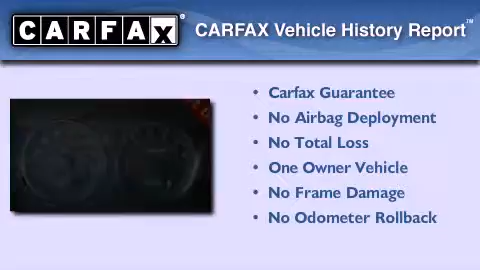 CARFAX® CARFAX Vehicle History Report™
• Carfax Guarantee
• No Airbag Deployment
• No Total Loss
• One Owner Vehicle
• No Frame Damage
• No Odometer Rollback